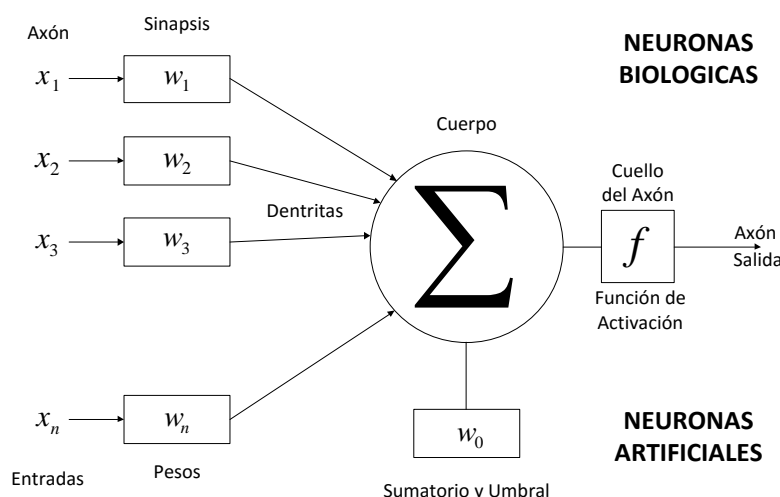 Axón
Sinapsis
NEURONAS
BIOLOGICAS
x1
w1
Cuerpo
x2
w2
Cuello
del Axón
Dentritas
x3
w3
Σ
f
Axón
Salida
Función de
Activación
xn
wn
w0
NEURONAS
ARTIFICIALES
Entradas
Pesos
Sumatorio y Umbral